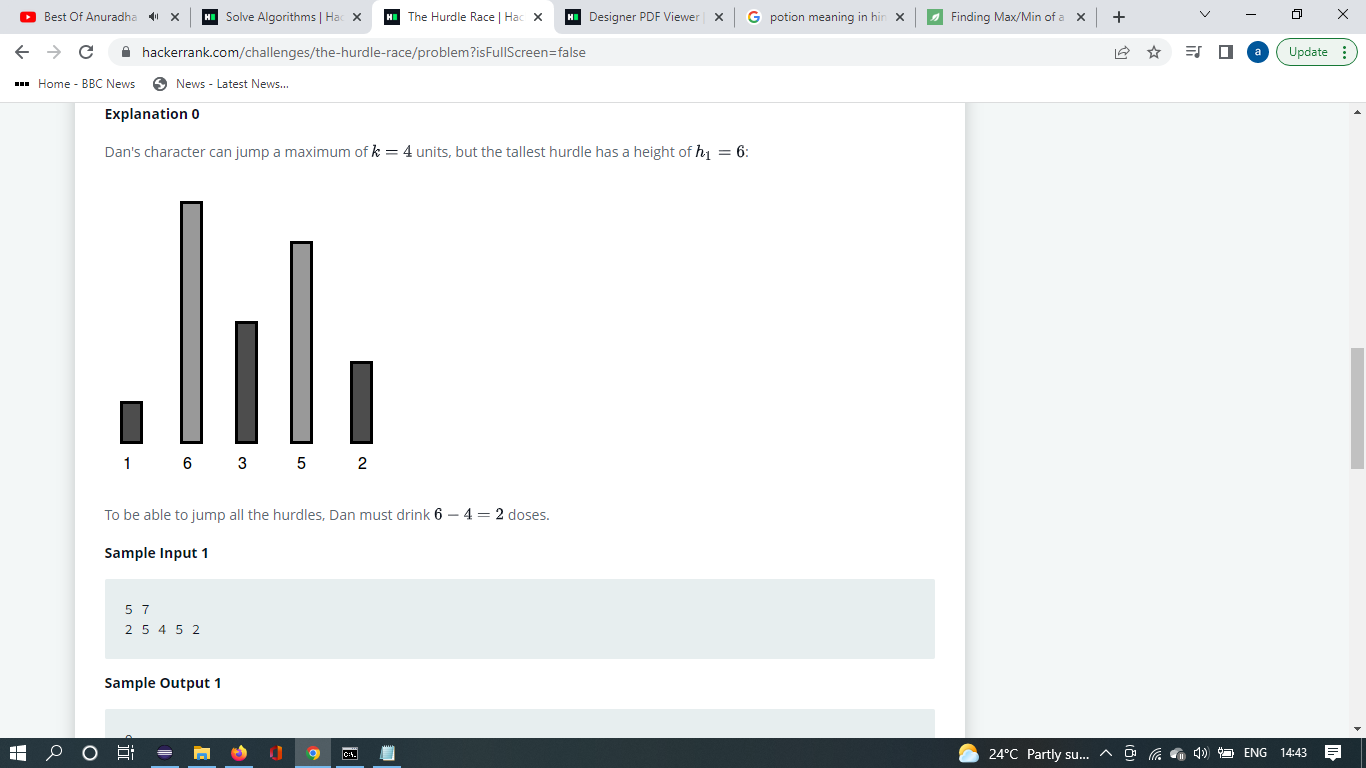 Best Of Anuradha
Solve Algorithms | Ha
The Hurdle Race | Hac
Designer PDF Viewer |
potion meaning in hin
Finding Max/Min of a
hackerrank.com/challenges/the-hurdle-race/problem?isFullScreen=false
a
Update
Home - BBC News
News - Latest News...
Explanation 0
Dan's character can jump a maximum of k = 4 units, but the tallest hurdle has a height of h₁ = 6:
1 6 3 5 2
To be able to jump all the hurdles, Dan must drink 6 − 4 = 2 doses.
Sample Input 1
5 7
2 5 4 5 2
Sample Output 1
24°C Partly su...
ENG
14:43